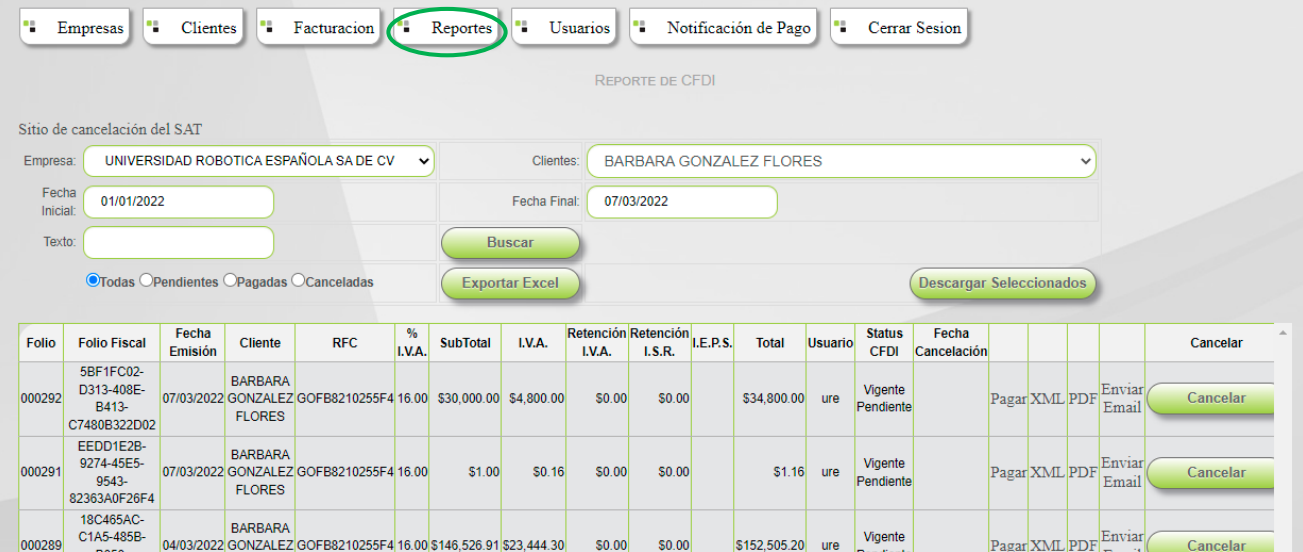 Empresas Clientes Facturacion Reportes Usuarios Notificación de Pago Cerrar Sesion
REPORTE DE CFDI
Sitio de cancelación del SAT
Empresa: UNIVERSIDAD ROBOTICA ESPAÑOLA SA DE CV Clientes: BARBARA GONZALEZ FLORES
Fecha Inicial: 01/01/2022 Fecha Final: 07/03/2022
Texto: Buscar
Todas Pendientes Pagadas Canceladas Exportar Excel Descargar Seleccionados
Folio Folio Fiscal Fecha Emisión Cliente RFC % I.V.A. SubTotal I.V.A. Retención I.V.A. Retención I.S.R. I.E.P.S. Total Usuario Status CFDI Fecha Cancelación Cancelar
000292 5BF1FC02-D313-408E-B413-C7480B322D02 07/03/2022 BARBARA GONZALEZ FLORES GOFB8210255F4 16.00 $30,000.00 $4,800.00 $0.00 $0.00 $34,800.00 ure Vigente Pendiente Pagar XML PDF Enviar Email Cancelar
000291 EEDD1E2B-9274-45E5-9543-82363A0F26F4 07/03/2022 BARBARA GONZALEZ FLORES GOFB8210255F4 16.00 $1.00 $0.16 $0.00 $0.00 $1.16 ure Vigente Pendiente Pagar XML PDF Enviar Email Cancelar
000289 18C465AC-C1A5-485B- 04/03/2022 BARBARA GONZALEZ GOFB8210255F4 16.00 $146,526.91 $23,444.30 $0.00 $0.00 $152,505.20 ure Vigente Pagar XML PDF Enviar Cancelar